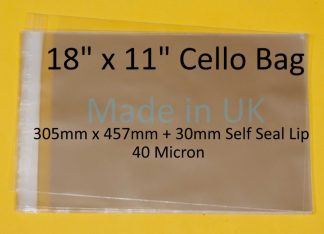 18" x 11" Cello Bag
Made in UK
305mm x 457mm + 30mm Self Seal Lip
40 Micron